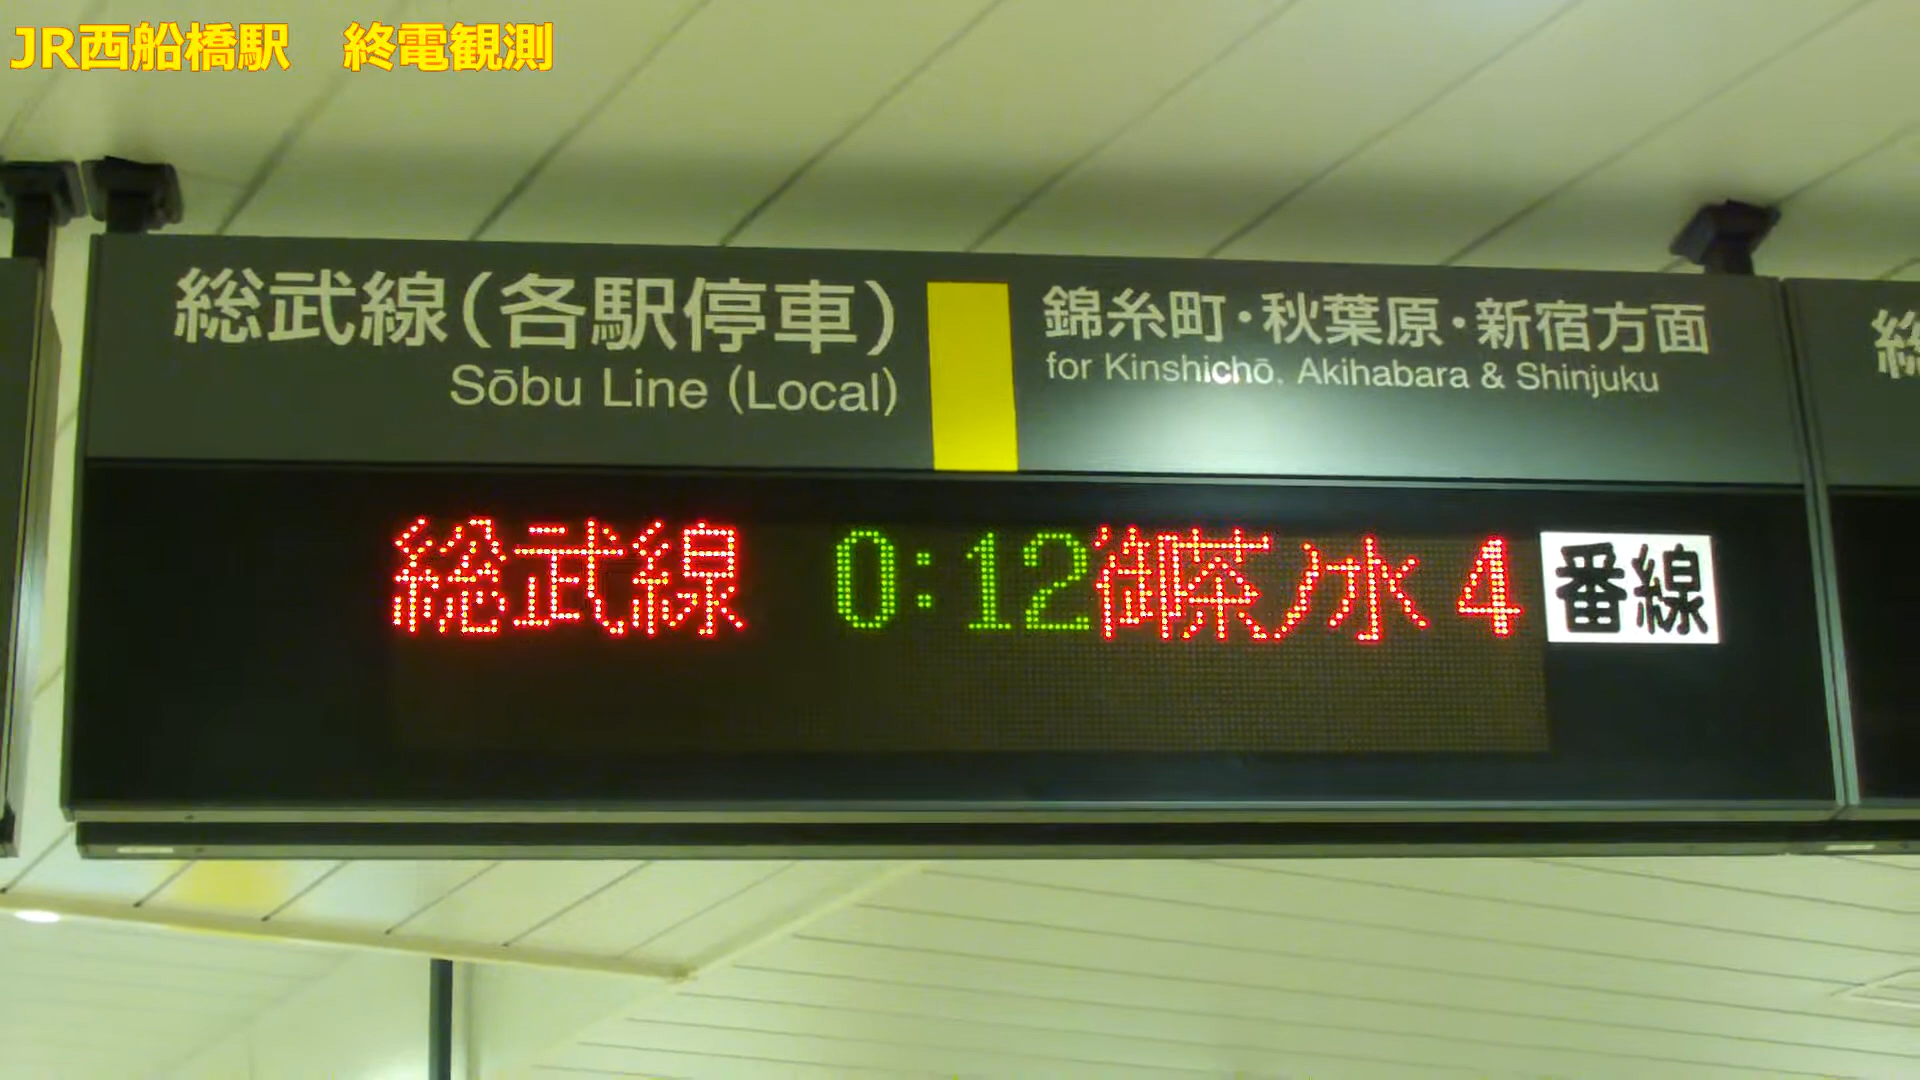 JR西船橋駅　終電観測
総武線(各駅停車)
Sōbu Line (Local)
錦糸町・秋葉原・新宿方面
for Kinshichō, Akihabara & Shinjuku
総
総武線 0:12 御茶ノ水 4 番線